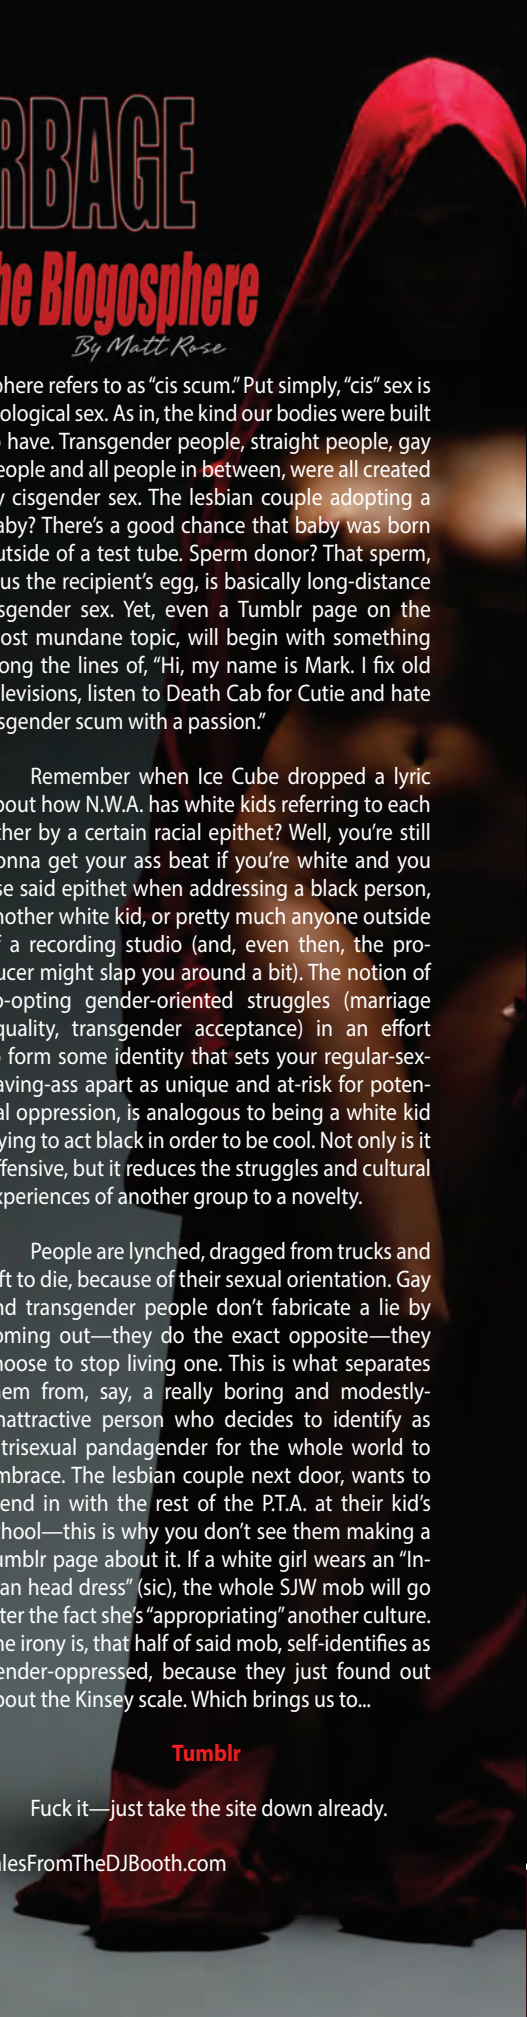 RBAGE
he Blogosphere
By Matt Rose
phere refers to as “cis scum.” Put simply, “cis” sex is
ological sex. As in, the kind our bodies were built
o have. Transgender people, straight people, gay
eople and all people in between, were all created
y cisgender sex. The lesbian couple adopting a
aby? There’s a good chance that baby was born
utside of a test tube. Sperm donor? That sperm,
us the recipient’s egg, is basically long-distance
sgender sex. Yet, even a Tumblr page on the
ost mundane topic, will begin with something
ong the lines of, “Hi, my name is Mark. I fix old
levisions, listen to Death Cab for Cutie and hate
sgender scum with a passion.”
Remember when Ice Cube dropped a lyric
bout how N.W.A. has white kids referring to each
ther by a certain racial epithet? Well, you’re still
onna get your ass beat if you’re white and you
se said epithet when addressing a black person,
nother white kid, or pretty much anyone outside
f a recording studio (and, even then, the pro-
ucer might slap you around a bit). The notion of
o-opting gender-oriented struggles (marriage
quality, transgender acceptance) in an effort
o form some identity that sets your regular-sex-
aving-ass apart as unique and at-risk for poten-
al oppression, is analogous to being a white kid
ying to act black in order to be cool. Not only is it
ffensive, but it reduces the struggles and cultural
xperiences of another group to a novelty.
People are lynched, dragged from trucks and
ft to die, because of their sexual orientation. Gay
nd transgender people don’t fabricate a lie by
oming out—they do the exact opposite—they
hoose to stop living one. This is what separates
hem from, say, a really boring and modestly-
nattractive person who decides to identify as
trisexual pandagender for the whole world to
mbrace. The lesbian couple next door, wants to
end in with the rest of the P.T.A. at their kid’s
chool—this is why you don’t see them making a
umblr page about it. If a white girl wears an “In-
an head dress” (sic), the whole SJW mob will go
fter the fact she’s “appropriating” another culture.
he irony is, that half of said mob, self-identifies as
ender-oppressed, because they just found out
bout the Kinsey scale. Which brings us to...
Tumblr
Fuck it—just take the site down already.
alesFromTheDJBooth.com